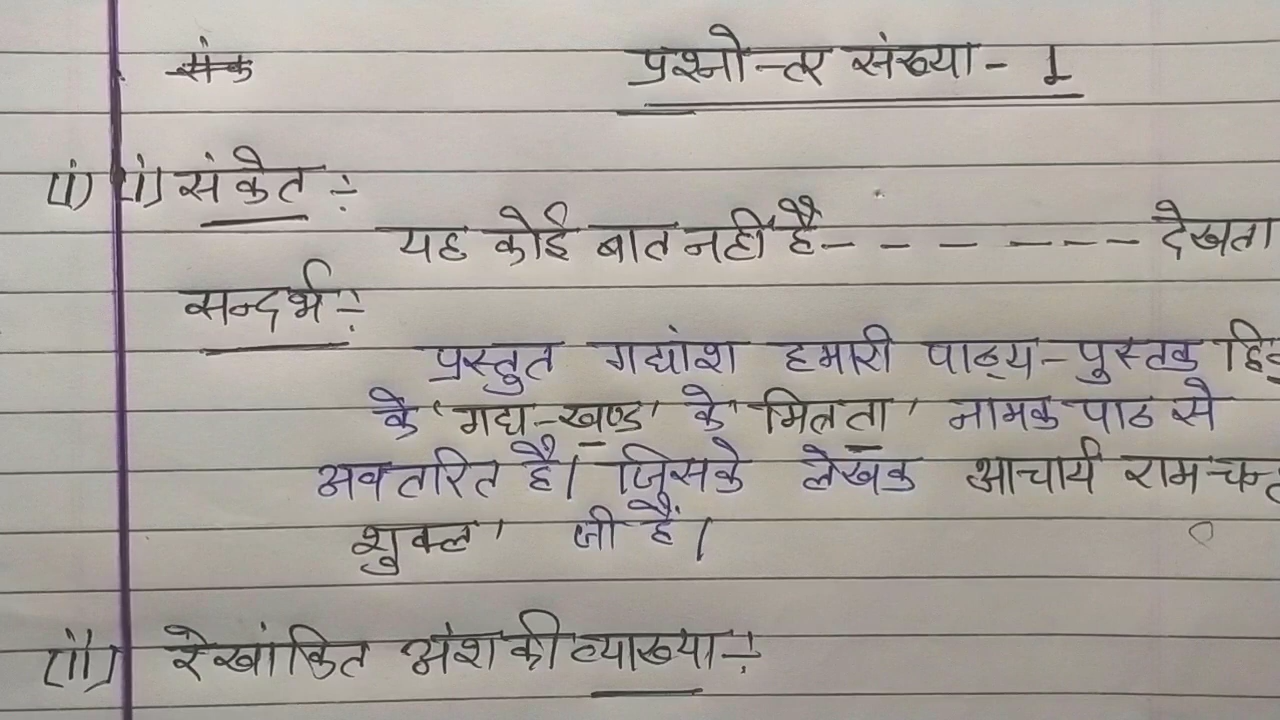 संक
प्रश्नोत्तर संख्या - 1
(i) (i) संकेत ÷
यह कोई बात नहीं है - - - - - - देखता
सन्दर्भ ÷
प्रस्तुत गद्यांश हमारी पाठ्य-पुस्तक
के 'गद्य-खण्ड' के 'मित्रता' नामक पाठ से
अवतरित है। जिसके लेखक आचार्य
शुक्ल' जी हैं।
(ii) रेखांकित अंश की व्याख्या ÷